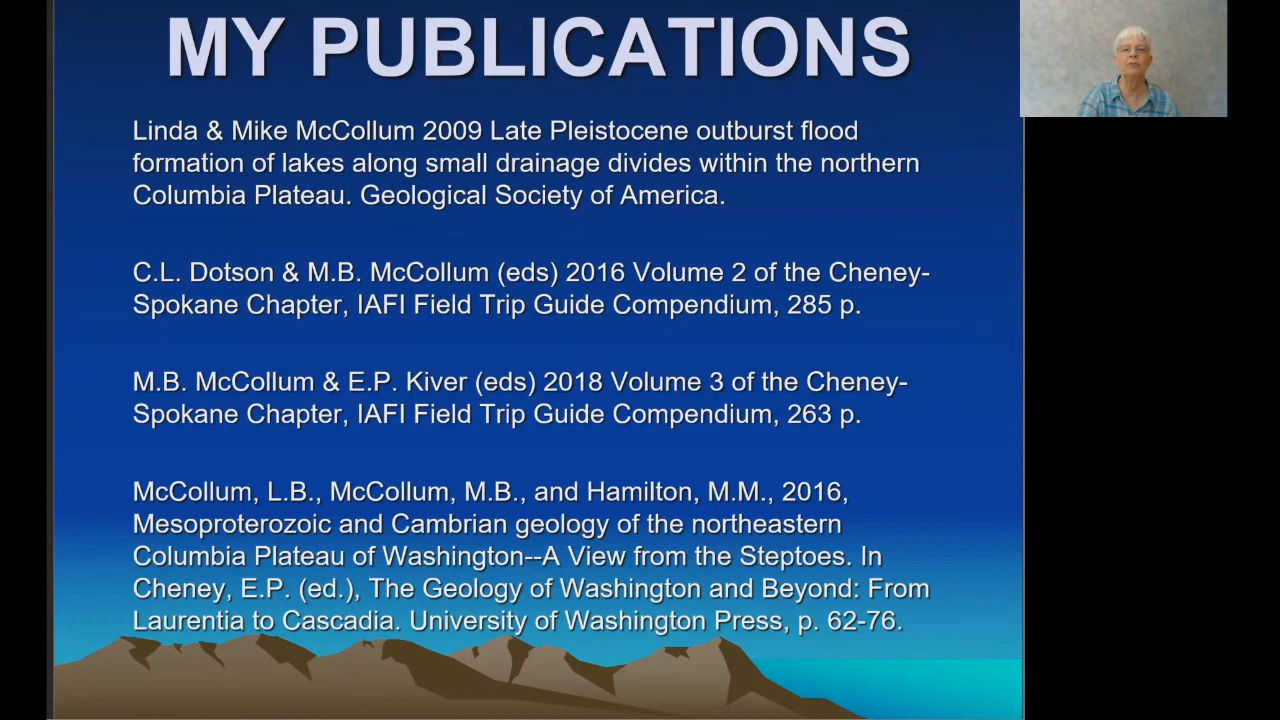 MY PUBLICATIONS
Linda & Mike McCollum 2009 Late Pleistocene outburst flood
formation of lakes along small drainage divides within the northern
Columbia Plateau. Geological Society of America.
C.L. Dotson & M.B. McCollum (eds) 2016 Volume 2 of the Cheney-
Spokane Chapter, IAFI Field Trip Guide Compendium, 285 p.
M.B. McCollum & E.P. Kiver (eds) 2018 Volume 3 of the Cheney-
Spokane Chapter, IAFI Field Trip Guide Compendium, 263 p.
McCollum, L.B., McCollum, M.B., and Hamilton, M.M., 2016,
Mesoproterozoic and Cambrian geology of the northeastern
Columbia Plateau of Washington--A View from the Steptoes. In
Cheney, E.P. (ed.), The Geology of Washington and Beyond: From
Laurentia to Cascadia. University of Washington Press, p. 62-76.